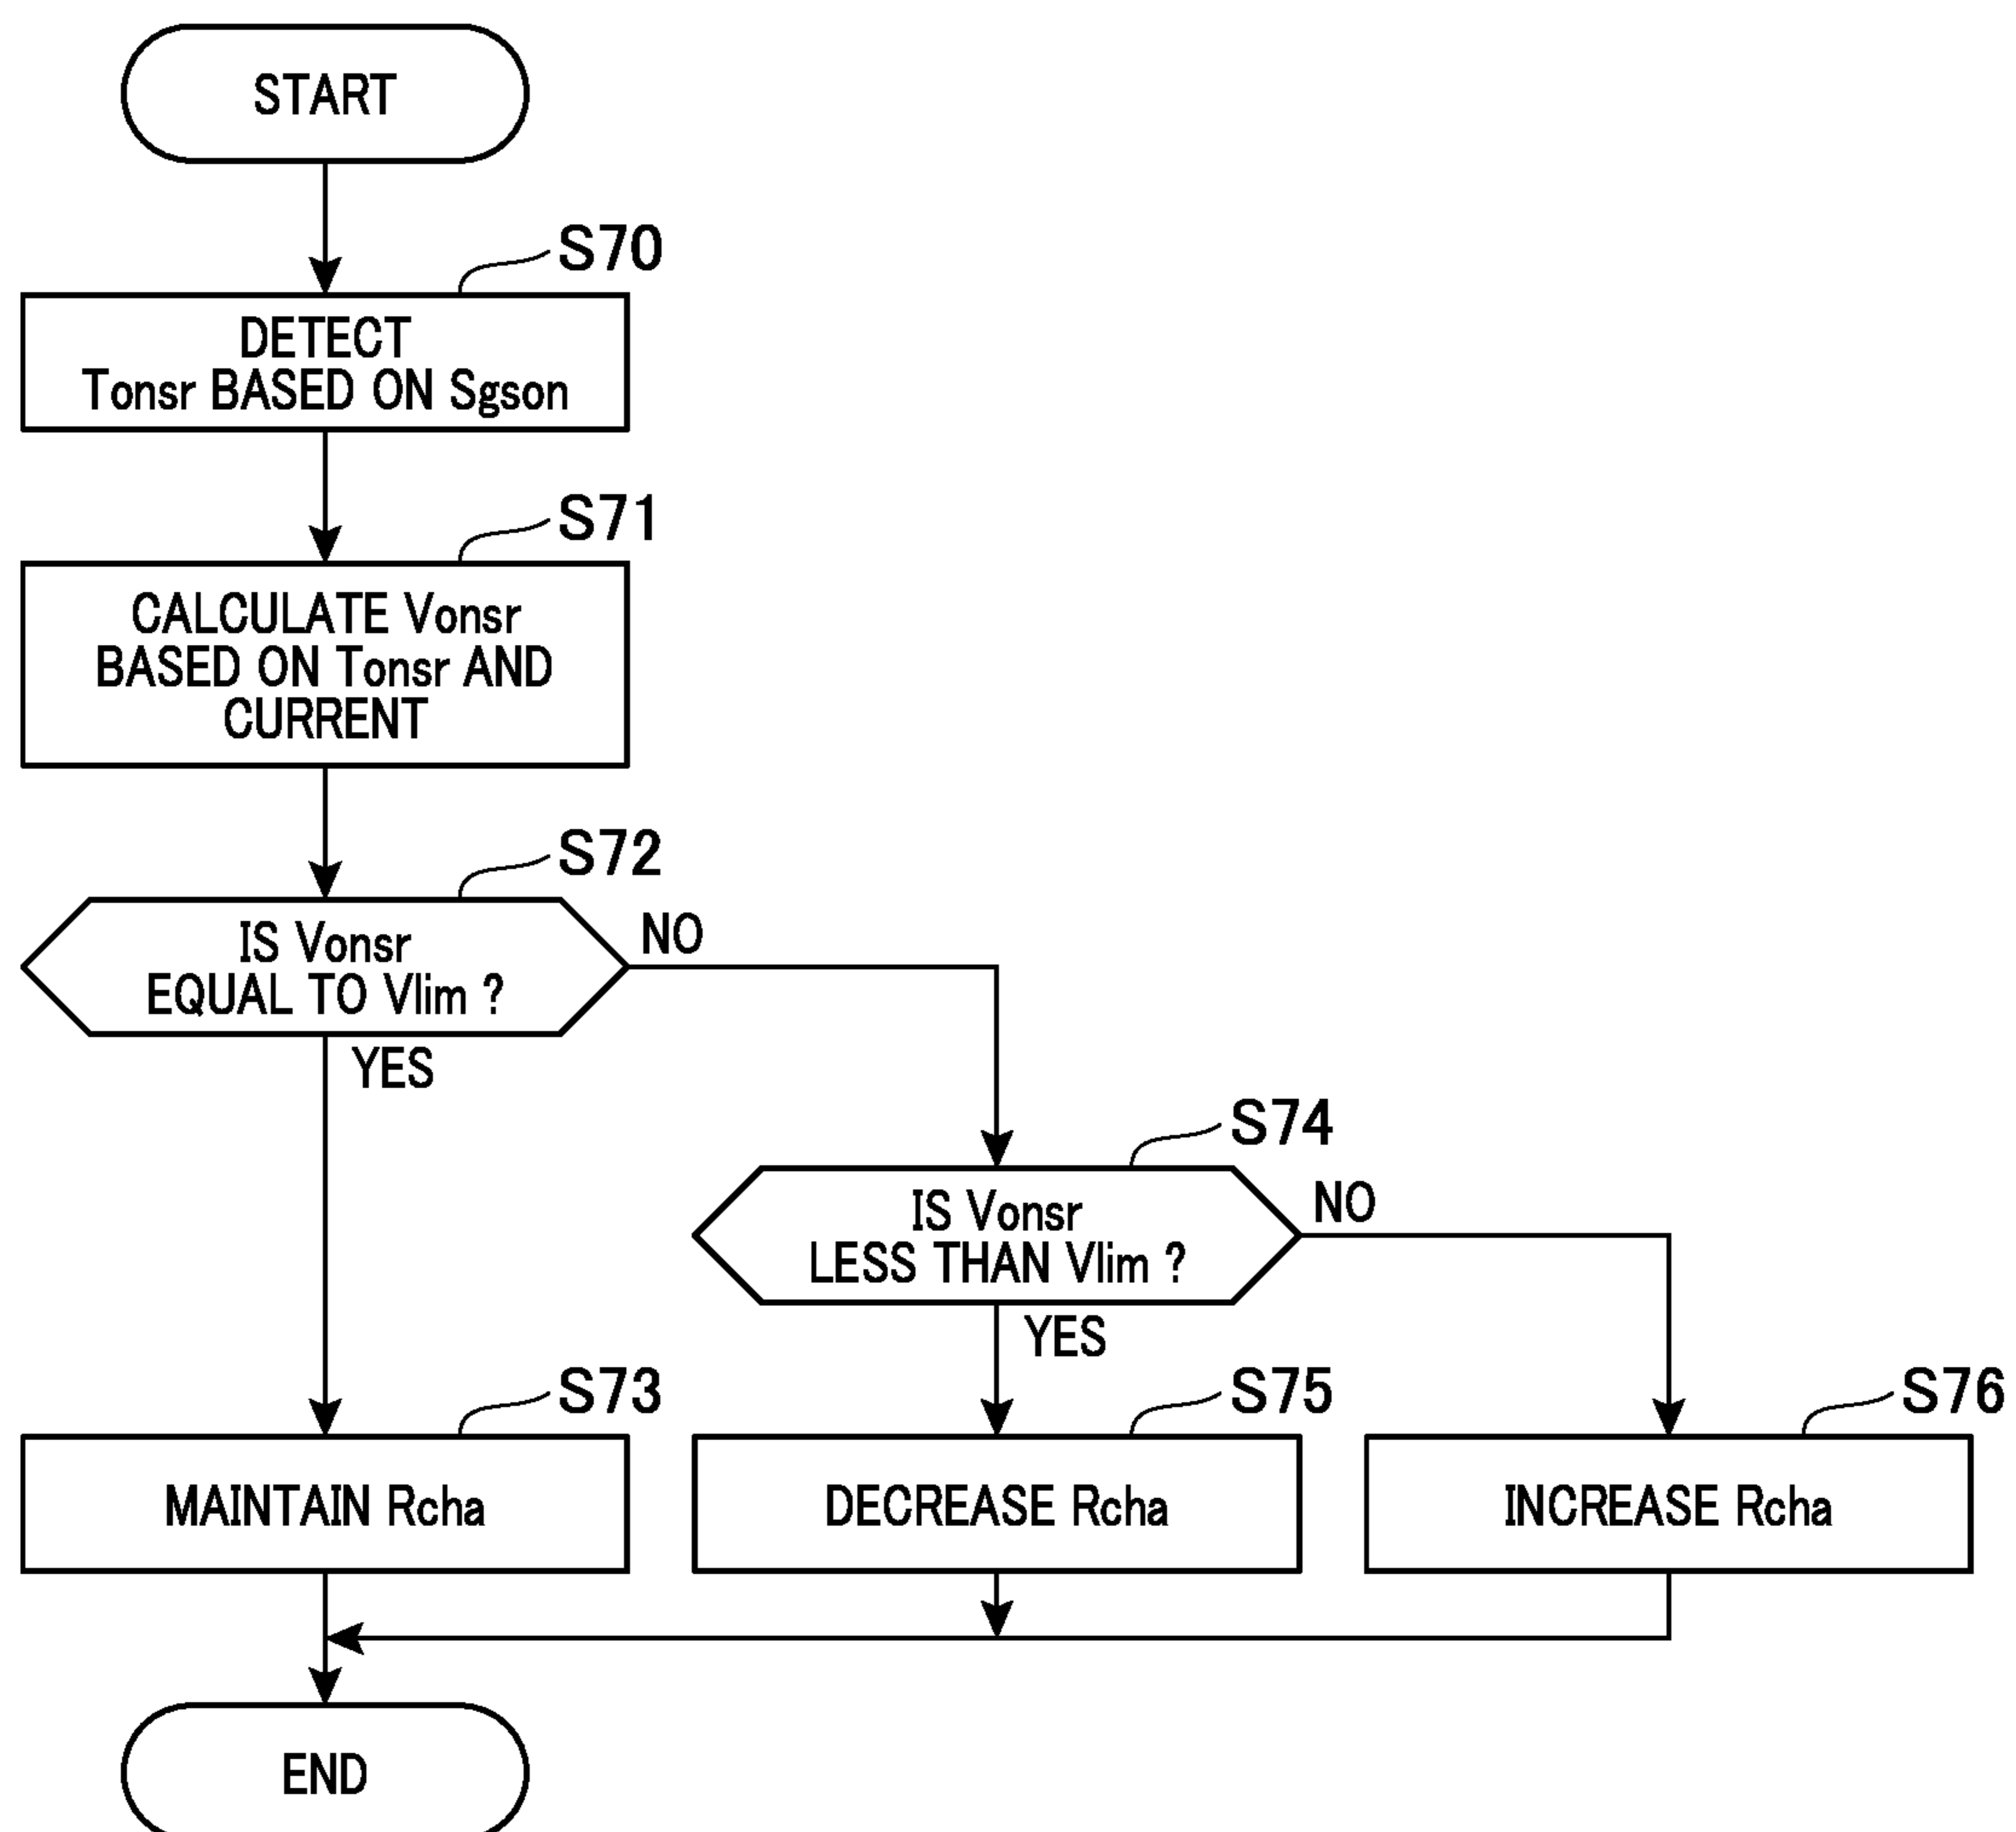 START
S70
DETECT
Tonsr BASED ON Sgson
S71
CALCULATE Vonsr
BASED ON Tonsr AND
CURRENT
S72
IS Vonsr
EQUAL TO Vlim ?
NO
YES
S74
IS Vonsr
LESS THAN Vlim ?
NO
YES
S73
MAINTAIN Rcha
S75
DECREASE Rcha
S76
INCREASE Rcha
END